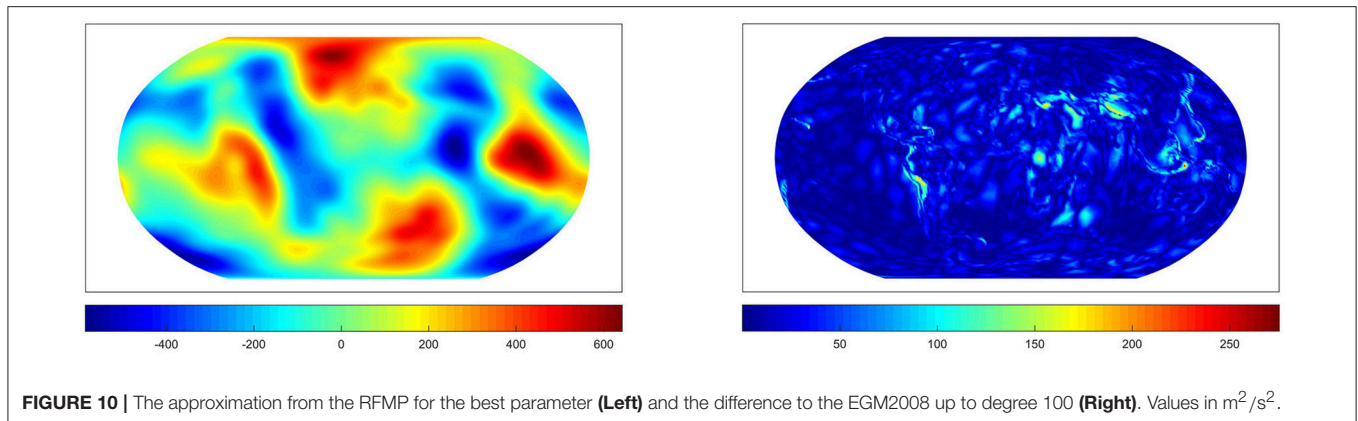 -400 -200 0 200 400 600
50 100 150 200 250
FIGURE 10 | The approximation from the RFMP for the best parameter (Left) and the difference to the EGM2008 up to degree 100 (Right). Values in m²/s².